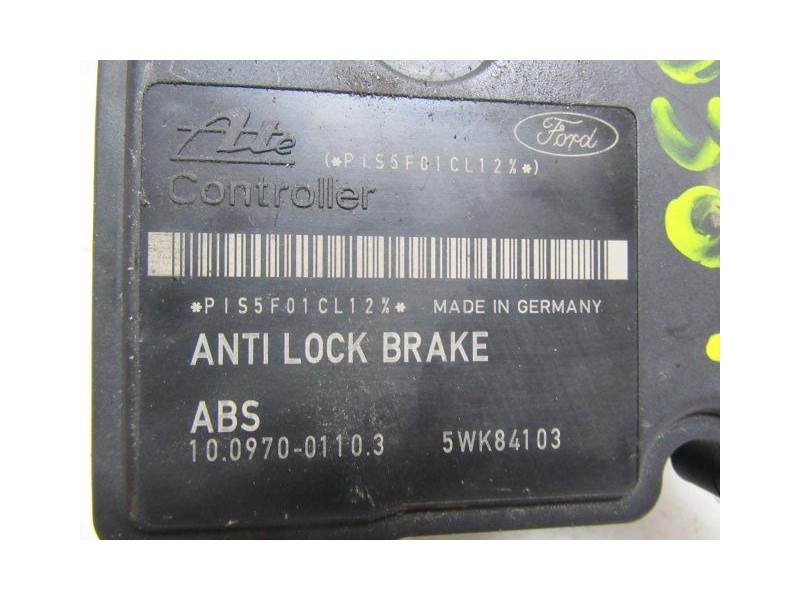 Ate
Ford
(*PIS5F01CL12%*)
Controller
*PIS5F01CL12%* MADE IN GERMANY
ANTI LOCK BRAKE
ABS
10.0970-0110.3 5WK84103